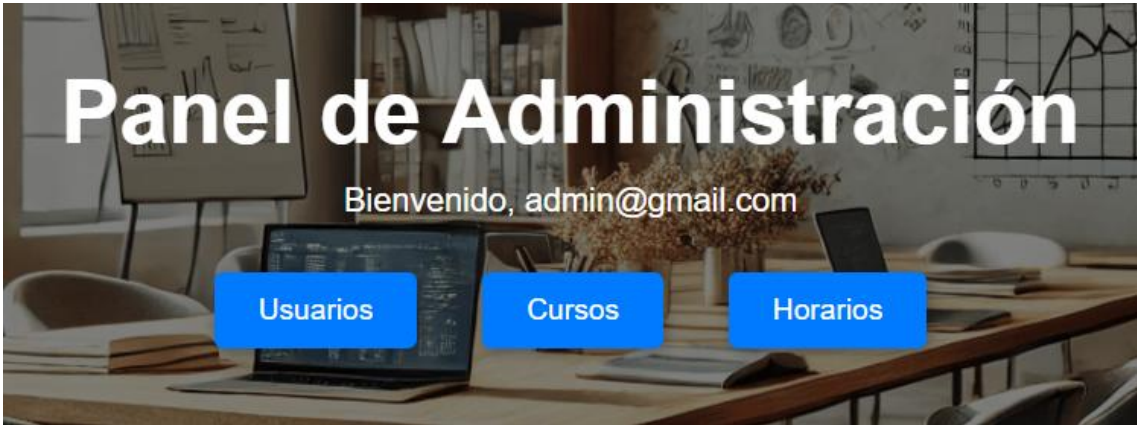 Panel de Administración
Bienvenido, admin@gmail.com
Usuarios Cursos Horarios